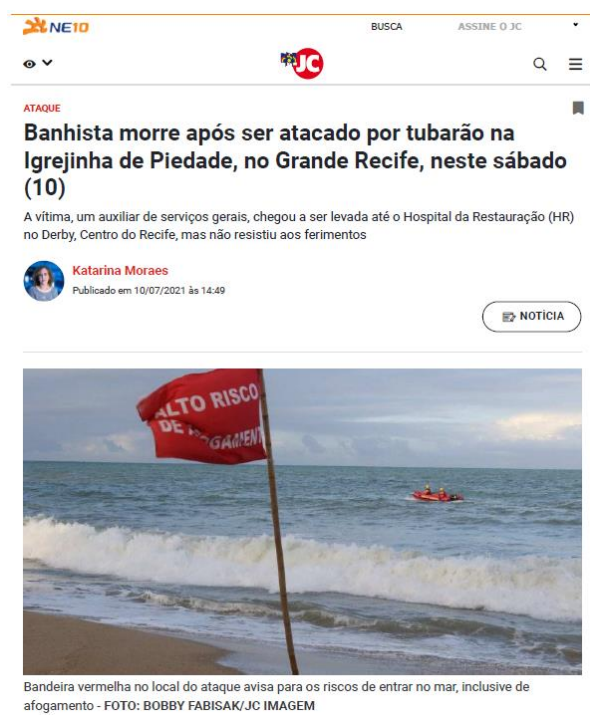 NE10
BUSCA
ASSINE O JC
JC
ATAQUE
Banhista morre após ser atacado por tubarão na
Igrejinha de Piedade, no Grande Recife, neste sábado
(10)
A vítima, um auxiliar de serviços gerais, chegou a ser levada até o Hospital da Restauração (HR)
no Derby, Centro do Recife, mas não resistiu aos ferimentos
Katarina Moraes
Publicado em 10/07/2021 às 14:49
NOTÍCIA
ALTO RISCO
DE
Bandeira vermelha no local do ataque avisa para os riscos de entrar no mar, inclusive de
afogamento - FOTO: BOBBY FABISAK/JC IMAGEM